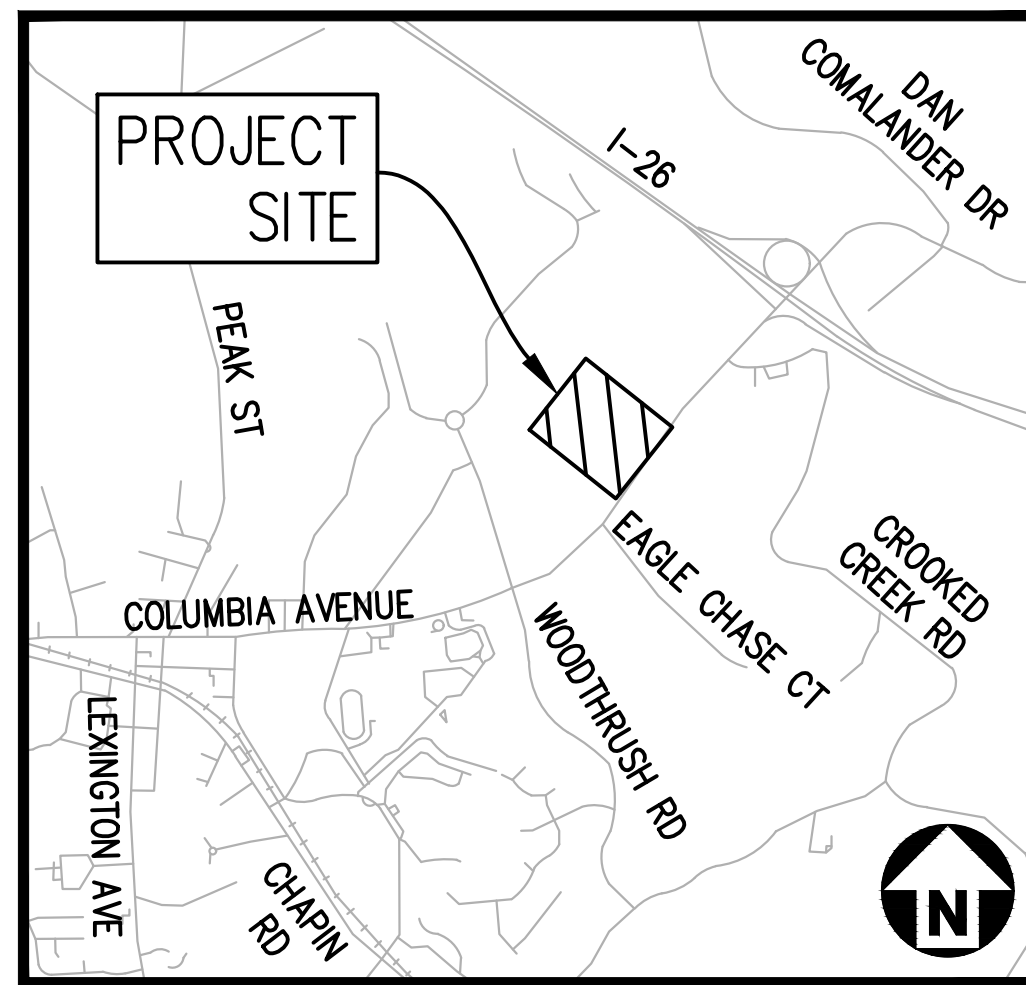 PROJECT
SITE
I-26
DAN
COMALANDER DR
PEAK ST
COLUMBIA AVENUE
EAGLE CHASE CT
CROOKED
CREEK RD
WOODTHRUSH RD
LEXINGTON AVE
CHAPIN
RD
N